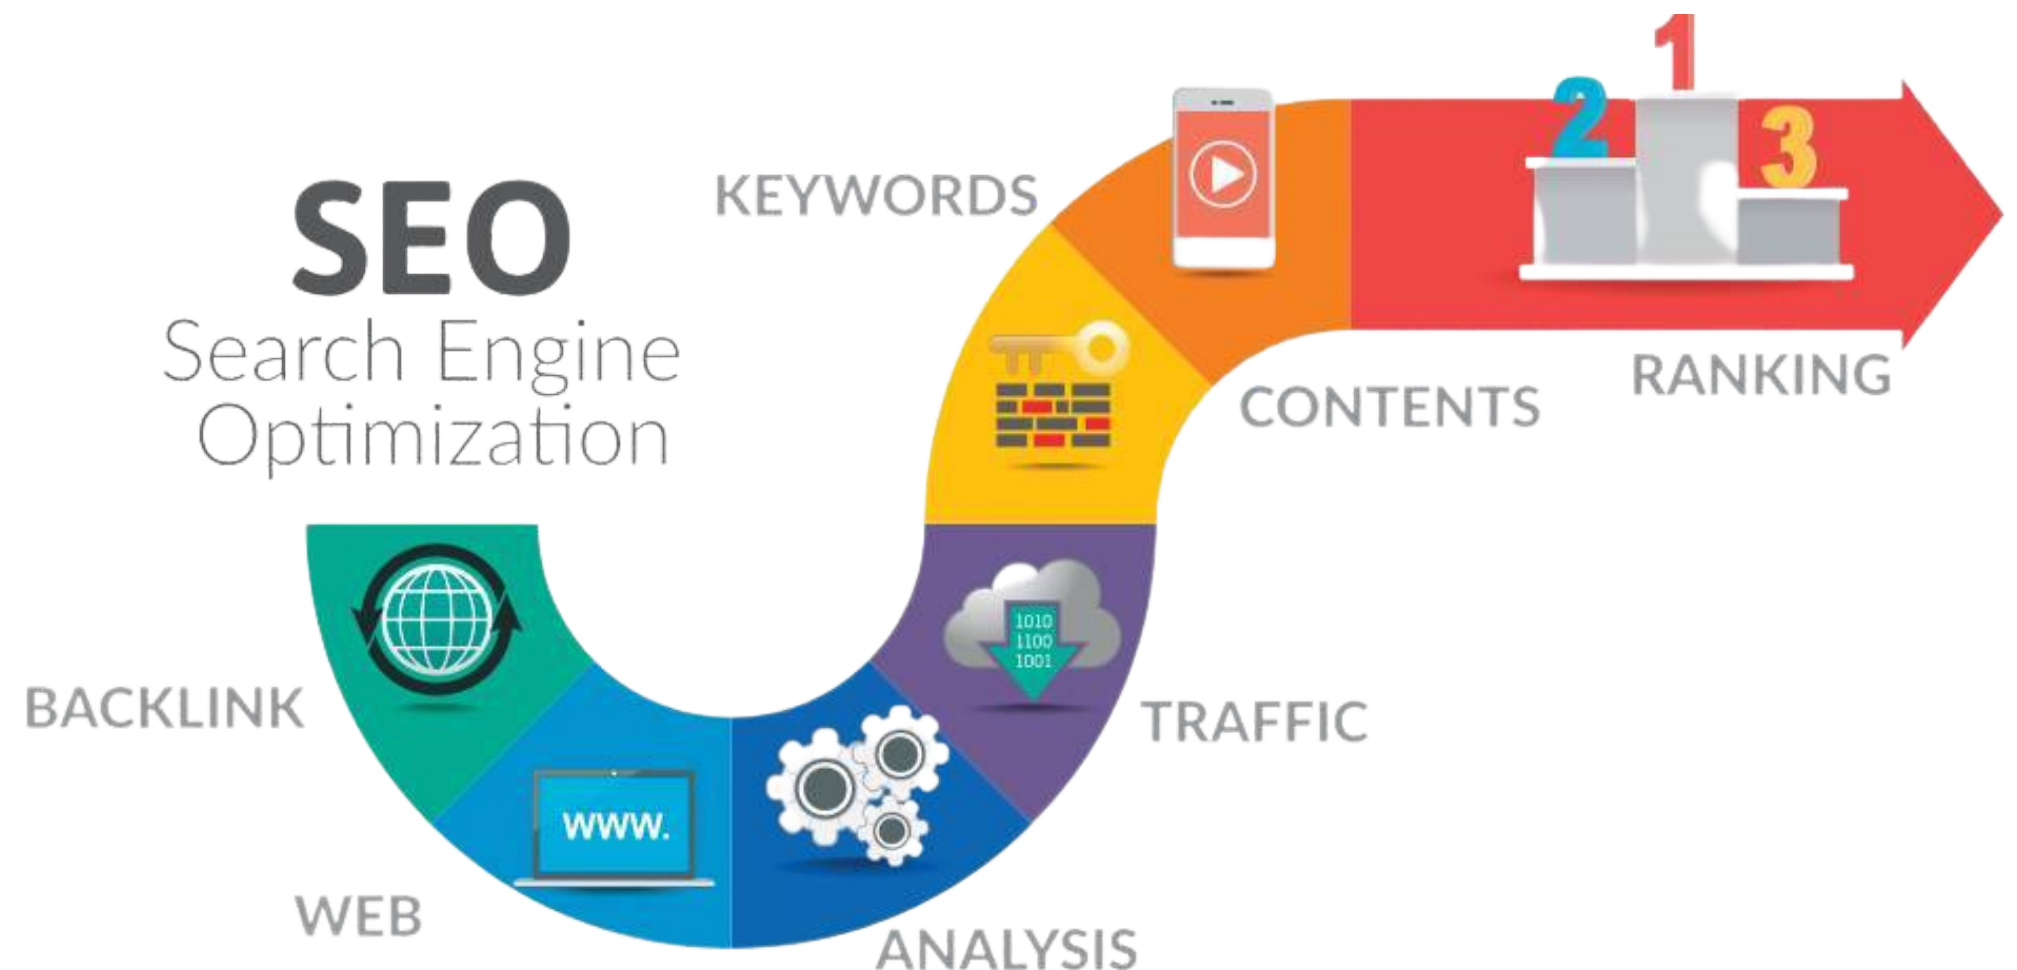 SEO
Search Engine
Optimization
BACKLINK
WEB
WWW.
ANALYSIS
TRAFFIC
1010
1100
1001
KEYWORDS
CONTENTS
RANKING
2
1
3